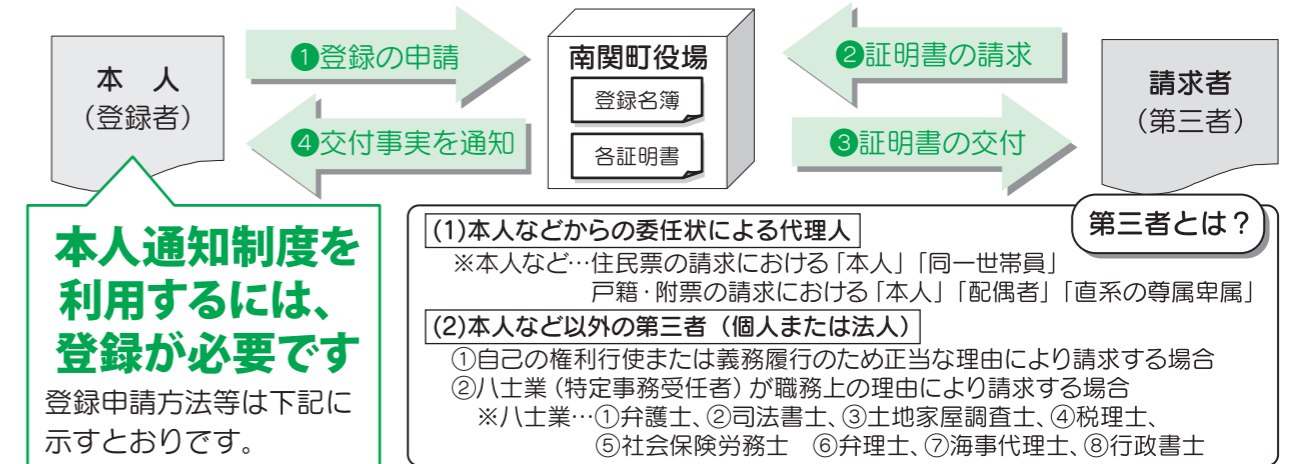 本　人
（登録者）
❶登録の申請
❹交付事実を通知
南関町役場
登録名簿
各証明書
❷証明書の請求
❸証明書の交付
請求者
（第三者）
本人通知制度を
利用するには、
登録が必要です
登録申請方法等は下記に
示すとおりです。
第三者とは？
(1)本人などからの委任状による代理人
※本人など…住民票の請求における「本人」「同一世帯員」
戸籍・附票の請求における「本人」「配偶者」「直系の尊属卑属」
(2)本人など以外の第三者（個人または法人）
①自己の権利行使または義務履行のため正当な理由により請求する場合
②八士業（特定事務受任者）が職務上の理由により請求する場合
※八士業…①弁護士、②司法書士、③土地家屋調査士、④税理士、
⑤社会保険労務士　⑥弁理士、⑦海事代理士、⑧行政書士